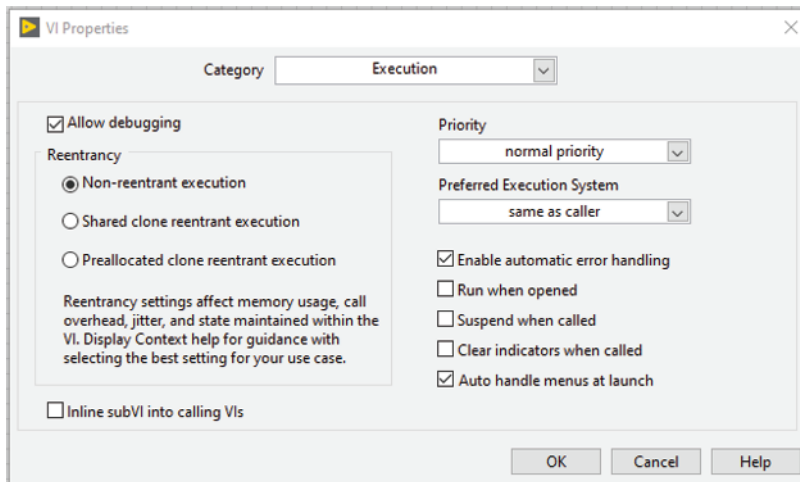 VI Properties
Category
Execution
Allow debugging
Reentrancy
Non-reentrant execution
Shared clone reentrant execution
Preallocated clone reentrant execution
Reentrancy settings affect memory usage, call
overhead, jitter, and state maintained within the
VI. Display Context help for guidance with
selecting the best setting for your use case.
Inline subVI into calling VIs
Priority
normal priority
Preferred Execution System
same as caller
Enable automatic error handling
Run when opened
Suspend when called
Clear indicators when called
Auto handle menus at launch
OK
Cancel
Help